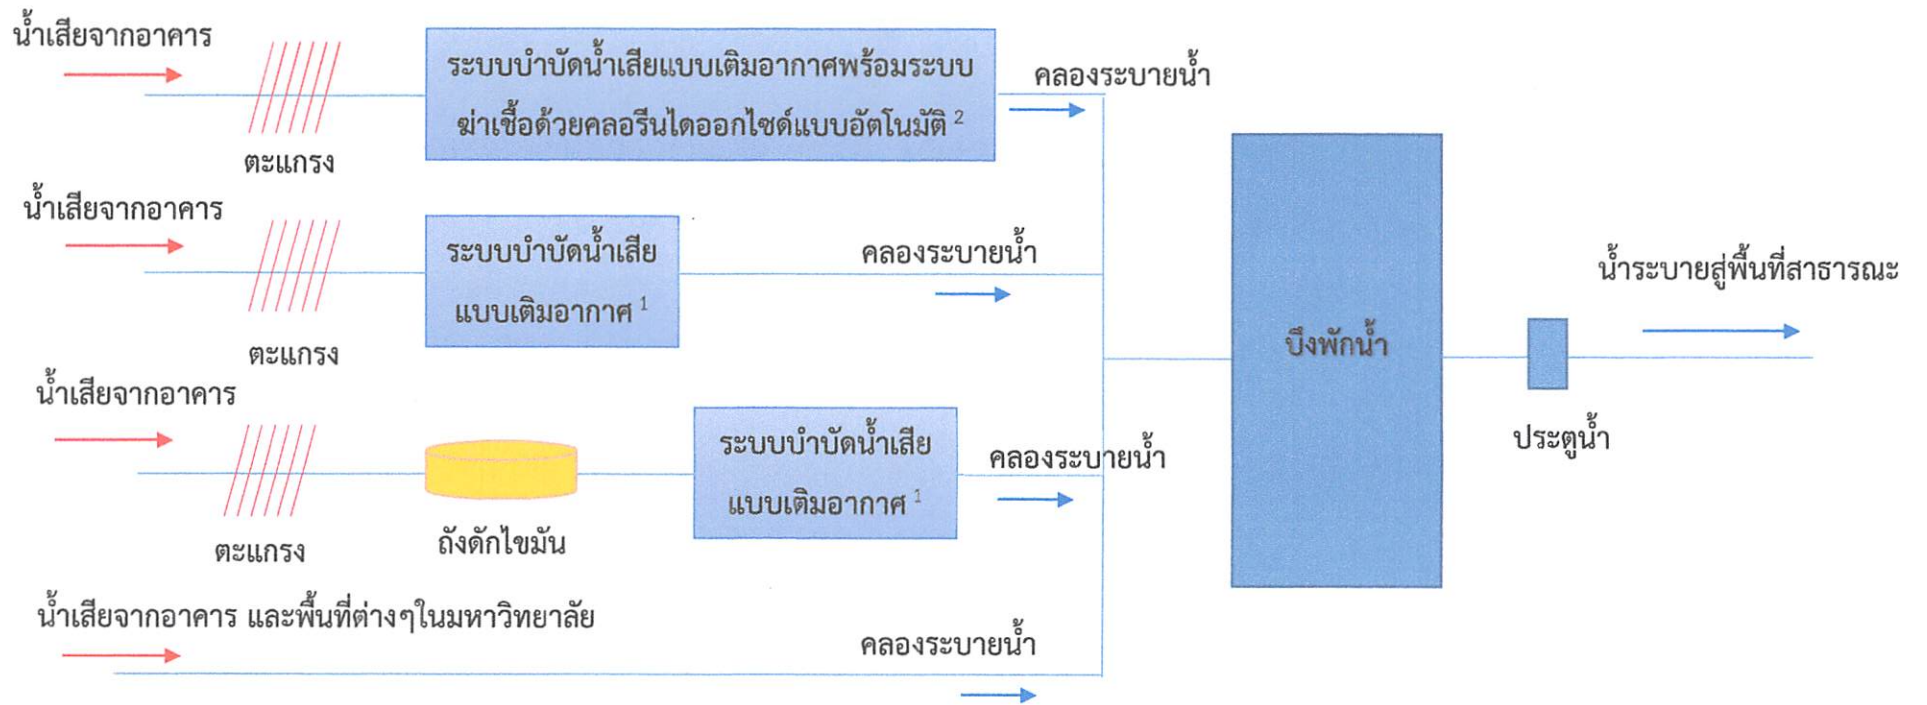 น้ำเสียจากอาคาร
ระบบบำบัดน้ำเสียแบบเติมอากาศพร้อมระบบ
ฆ่าเชื้อด้วยคลอรีนไดออกไซด์แบบอัตโนมัติ 2
คลองระบายน้ำ
ตะแกรง
น้ำเสียจากอาคาร
ระบบบำบัดน้ำเสีย
แบบเติมอากาศ 1
คลองระบายน้ำ
ตะแกรง
น้ำเสียจากอาคาร
ถังดักไขมัน
ระบบบำบัดน้ำเสีย
แบบเติมอากาศ 1
คลองระบายน้ำ
ตะแกรง
น้ำเสียจากอาคาร และพื้นที่ต่างๆในมหาวิทยาลัย
คลองระบายน้ำ
บึงพักน้ำ
ประตูน้ำ
น้ำระบายสู่พื้นที่สาธารณะ